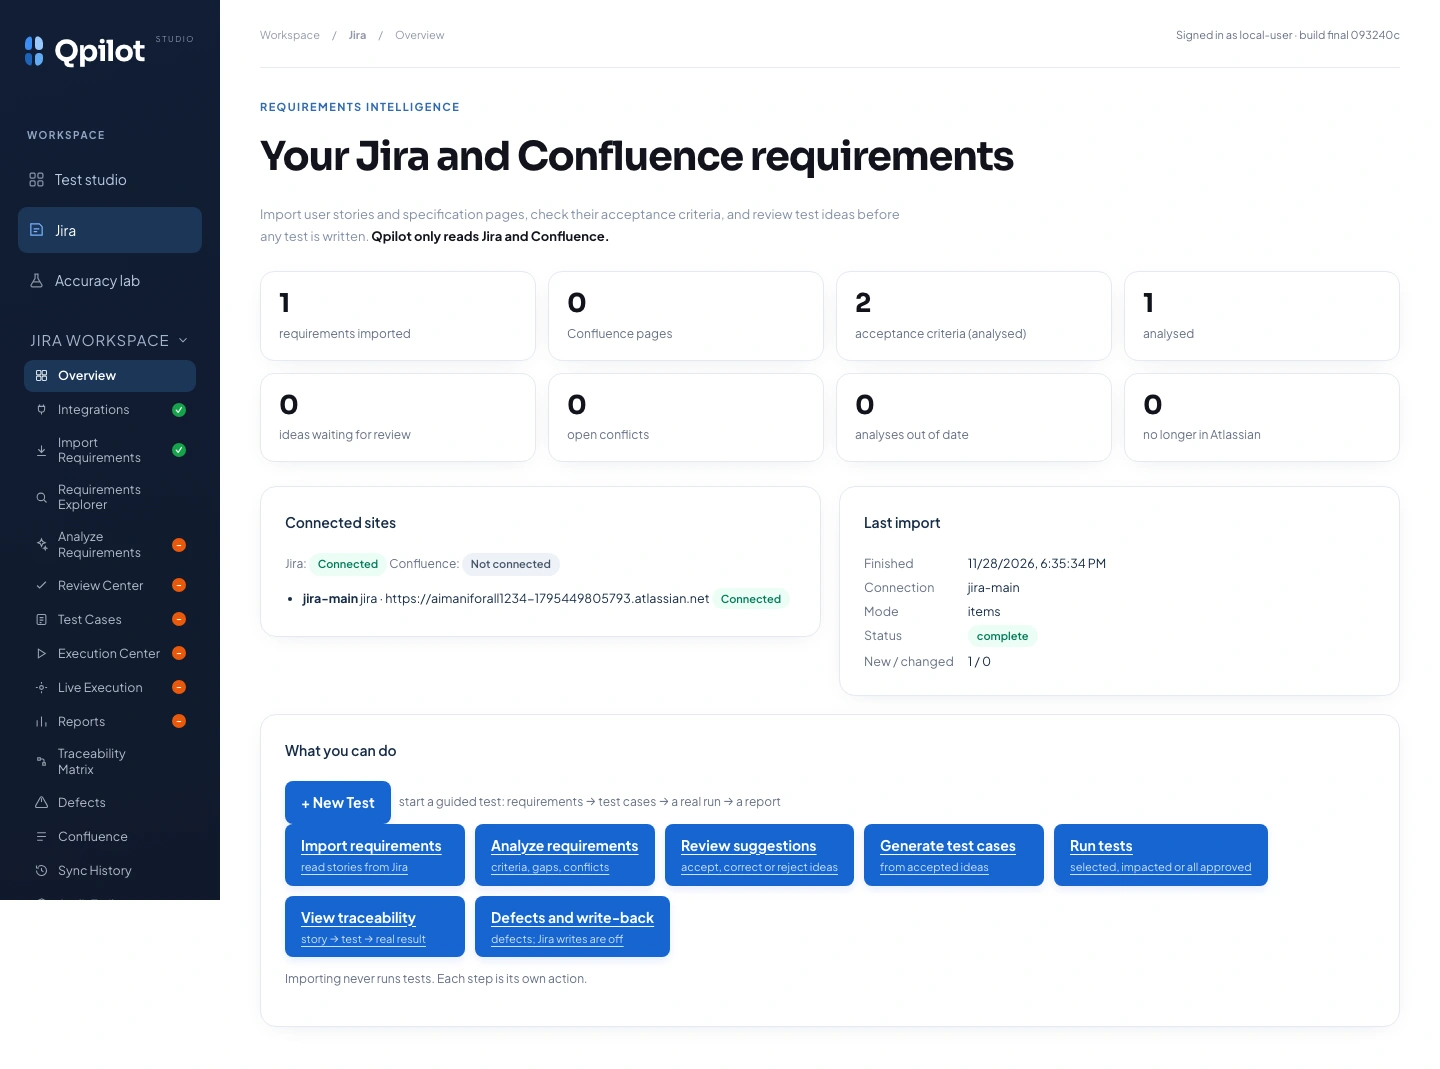 Qpilot STUDIO
WORKSPACE
Test studio
Jira
Accuracy lab
JIRA WORKSPACE
Overview
Integrations
Import
Requirements
Requirements
Explorer
Analyze
Requirements
Review Center
Test Cases
Execution Center
Live Execution
Reports
Traceability
Matrix
Defects
Confluence
Sync History
Workspace / Jira / Overview
Signed in as local-user · build final 093240c
REQUIREMENTS INTELLIGENCE
Your Jira and Confluence requirements
Import user stories and specification pages, check their acceptance criteria, and review test ideas before
any test is written. Qpilot only reads Jira and Confluence.
1
requirements imported
0
Confluence pages
2
acceptance criteria (analysed)
1
analysed
0
ideas waiting for review
0
open conflicts
0
analyses out of date
0
no longer in Atlassian
Connected sites
Jira: Connected Confluence: Not connected
• jira-main jira · https://aimaniforall1234-1795449805793.atlassian.net Connected
Last import
Finished 11/28/2026, 6:35:34 PM
Connection jira-main
Mode items
Status complete
New / changed 1 / 0
What you can do
+ New Test start a guided test: requirements → test cases → a real run → a report
Import requirements
read stories from Jira
Analyze requirements
criteria, gaps, conflicts
Review suggestions
accept, correct or reject ideas
Generate test cases
from accepted ideas
Run tests
selected, impacted or all approved
View traceability
story → test → real result
Defects and write-back
defects; Jira writes are off
Importing never runs tests. Each step is its own action.